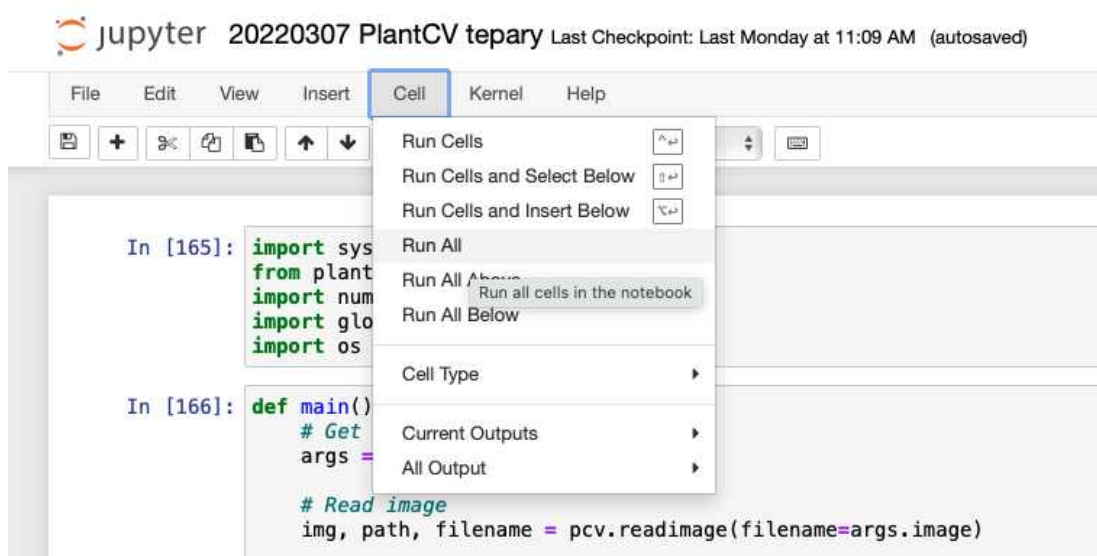 jupyter 20220307 PlantCV tepary Last Checkpoint: Last Monday at 11:09 AM (autosaved)
File Edit View Insert Cell Kernel Help
Run Cells
Run Cells and Select Below
Run Cells and Insert Below
Run All
Run All Above
Run all cells in the notebook
Run All Below
Cell Type
Current Outputs
All Output
In [165]: import sys
from plant
import num
import glo
import os
In [166]: def main()
# Get
args =
# Read image
img, path, filename = pcv.readimage(filename=args.image)